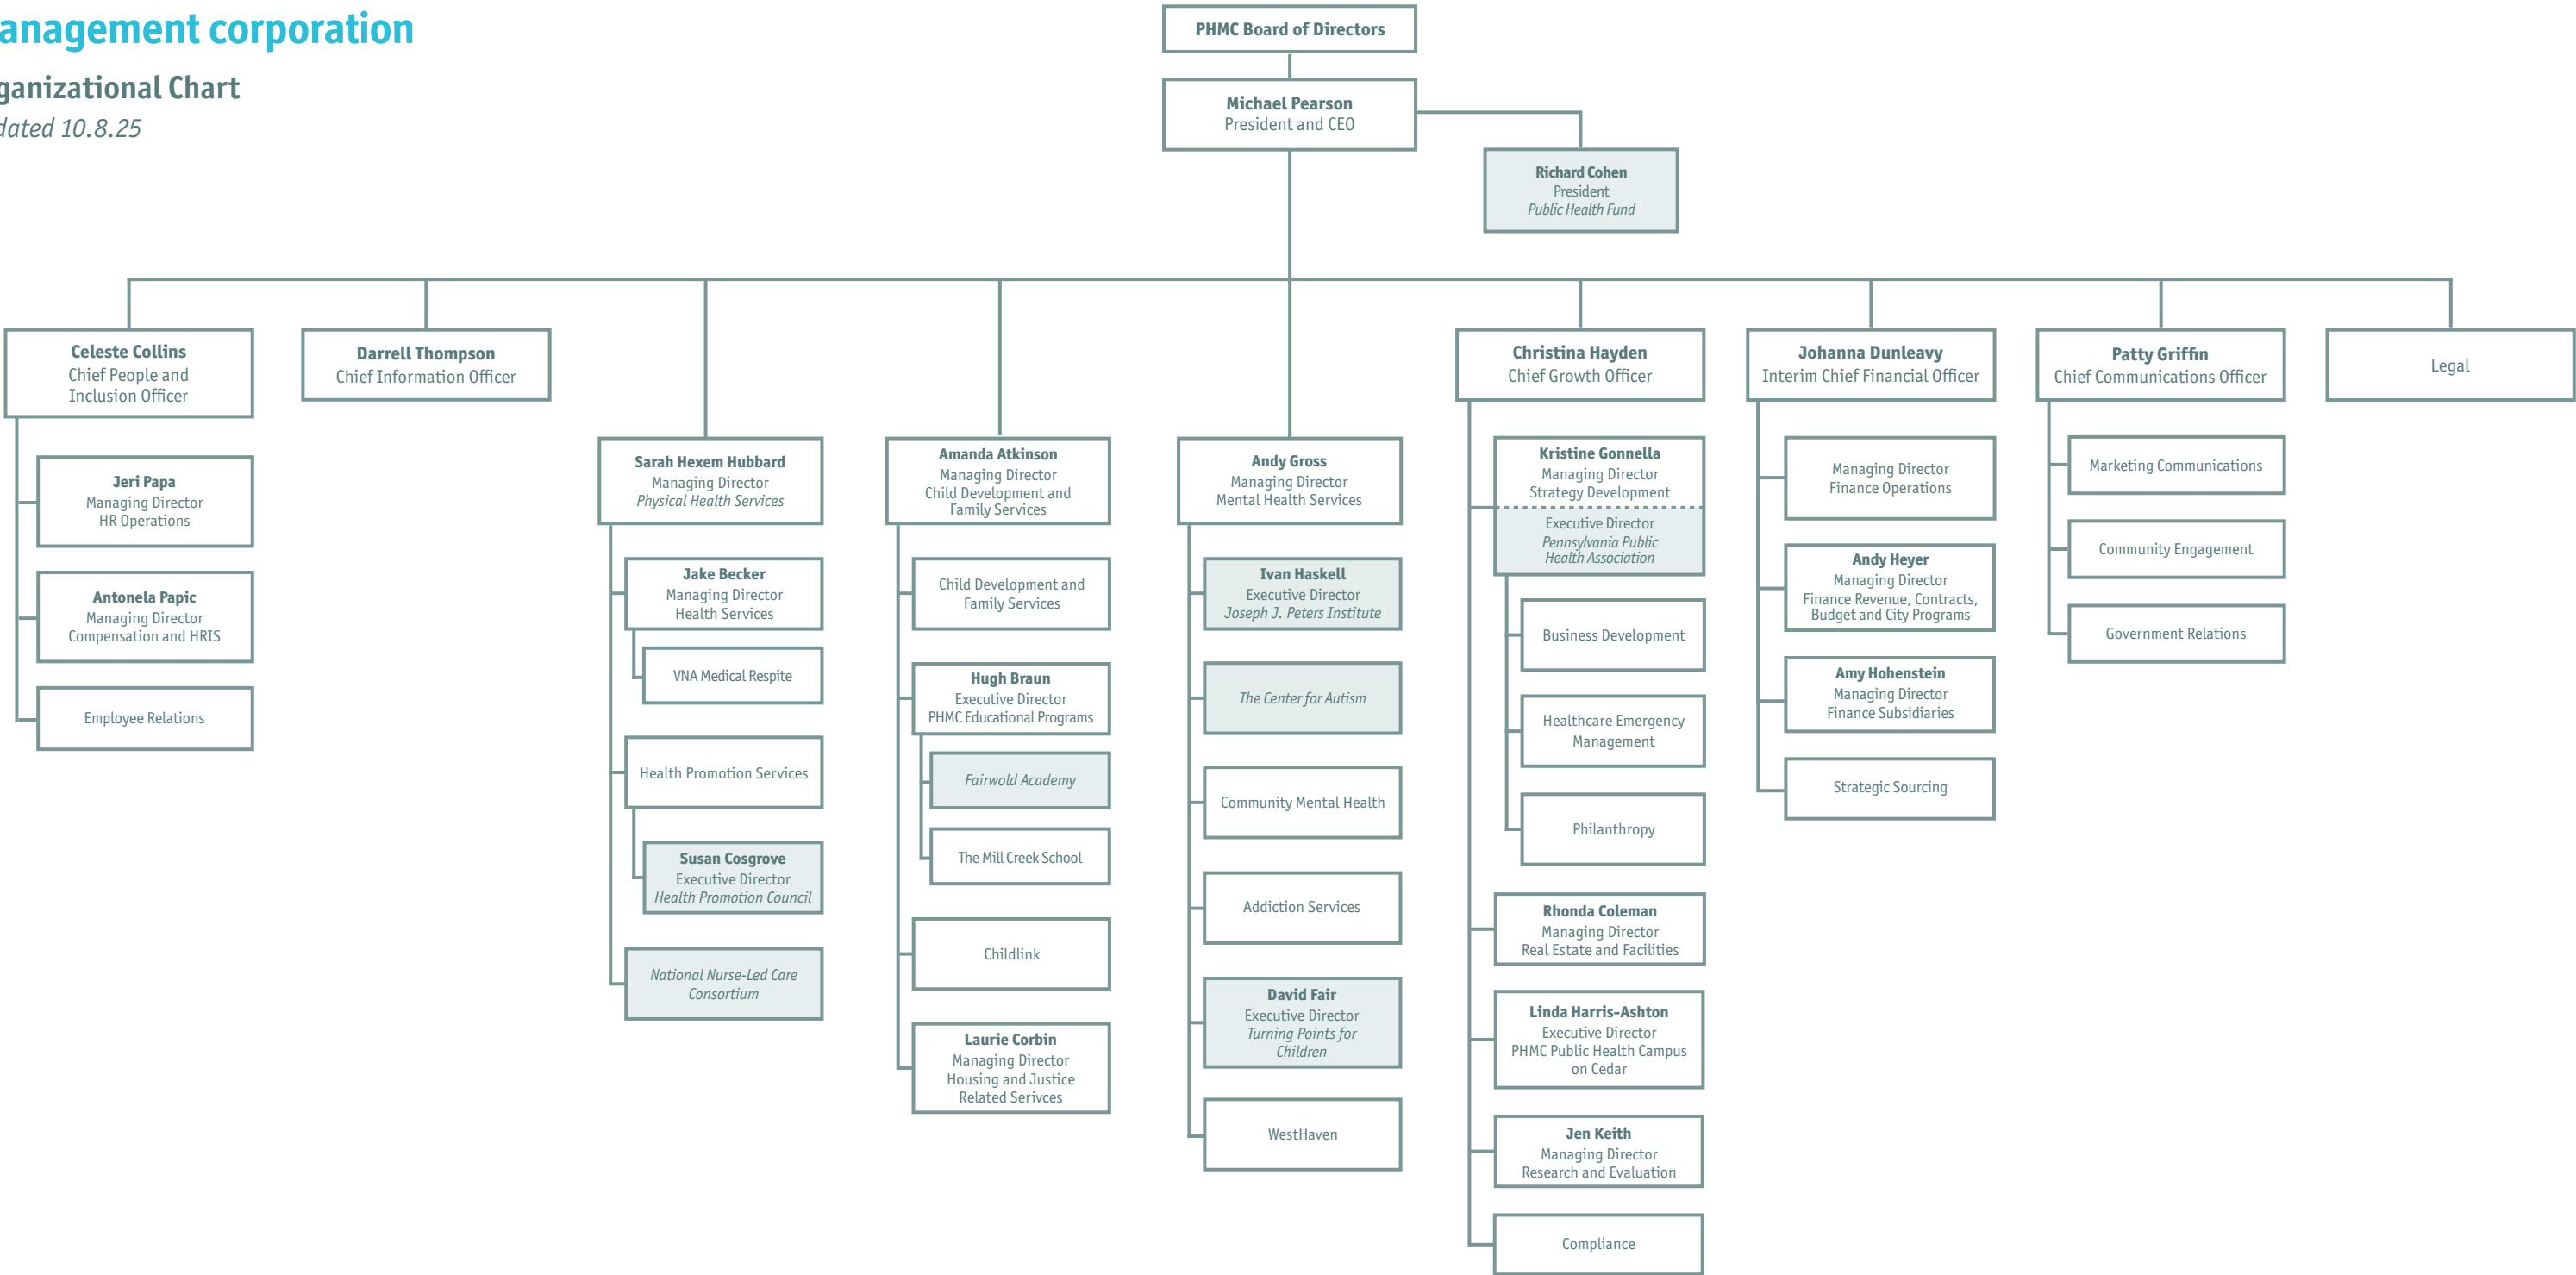 anagement corporation
ganizational Chart
dated 10.8.25
PHMC Board of Directors
Michael Pearson
President and CEO
Richard Cohen
President
Public Health Fund
Celeste Collins
Chief People and
Inclusion Officer
Jeri Papa
Managing Director
HR Operations
Antonela Papic
Managing Director
Compensation and HRIS
Employee Relations
Darrell Thompson
Chief Information Officer
Sarah Hexem Hubbard
Managing Director
Physical Health Services
Jake Becker
Managing Director
Health Services
VNA Medical Respite
Health Promotion Services
Susan Cosgrove
Executive Director
Health Promotion Council
National Nurse-Led Care
Consortium
Amanda Atkinson
Managing Director
Child Development and
Family Services
Child Development and
Family Services
Hugh Braun
Executive Director
PHMC Educational Programs
Fairwold Academy
The Mill Creek School
Childlink
Laurie Corbin
Managing Director
Housing and Justice
Related Serivces
Andy Gross
Managing Director
Mental Health Services
Ivan Haskell
Executive Director
Joseph J. Peters Institute
The Center for Autism
Community Mental Health
Addiction Services
David Fair
Executive Director
Turning Points for
Children
WestHaven
Christina Hayden
Chief Growth Officer
Kristine Gonnella
Managing Director
Strategy Development
Executive Director
Pennsylvania Public
Health Association
Business Development
Healthcare Emergency
Management
Philanthropy
Rhonda Coleman
Managing Director
Real Estate and Facilities
Linda Harris-Ashton
Executive Director
PHMC Public Health Campus
on Cedar
Jen Keith
Managing Director
Research and Evaluation
Compliance
Johanna Dunleavy
Interim Chief Financial Officer
Managing Director
Finance Operations
Andy Heyer
Managing Director
Finance Revenue, Contracts,
Budget and City Programs
Amy Hohenstein
Managing Director
Finance Subsidiaries
Strategic Sourcing
Patty Griffin
Chief Communications Officer
Marketing Communications
Community Engagement
Government Relations
Legal